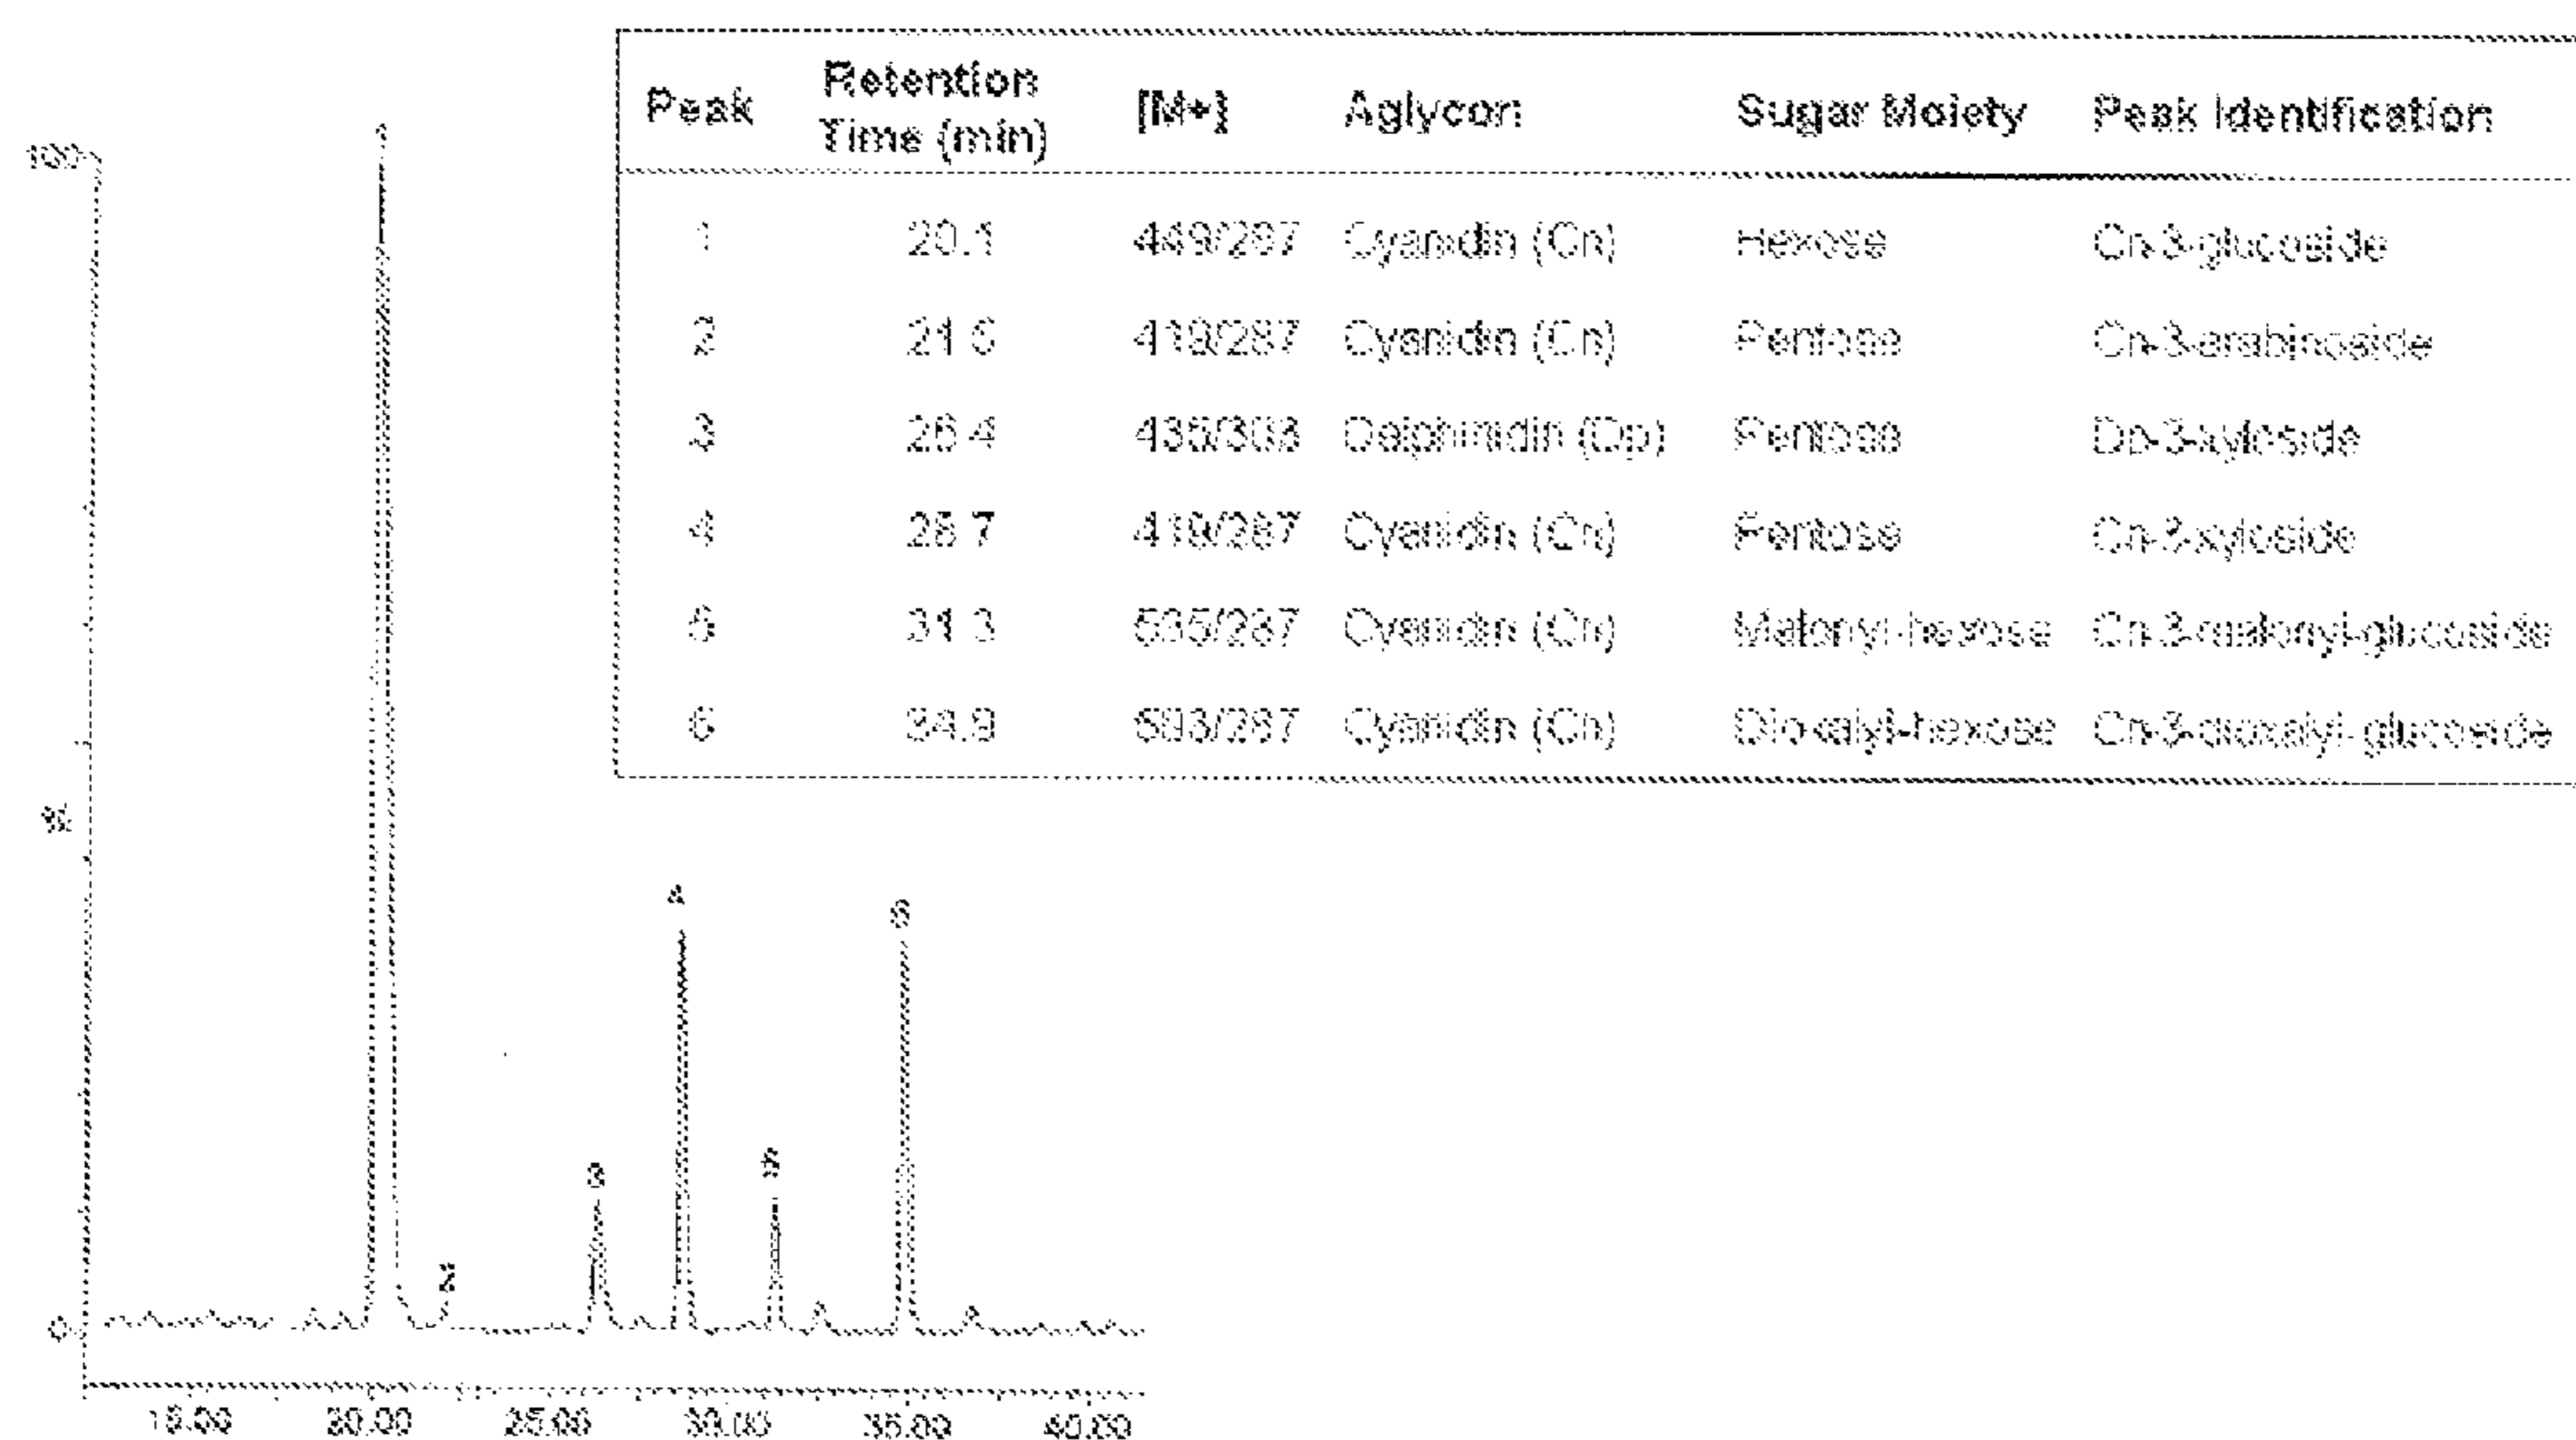 Peak Retention Time (min) [M+] Aglycon Sugar Moiety Peak Identification
1 20.1 449/287 Cyanidin (Cn) Hexose Cn-3-glucoside
2 419/287 Cyanidin (Cn) Pentose Cn-3-arabinoside
3 26.4 435/303 Delphinidin (Dp) Pentose Dp-3-xyloside
4 28.7 419/287 Cyanidin (Cn) Pentose Cn-3-xyloside
5 31.3 535/287 Cyanidin (Cn) Malonyl-hexose Cn-3-malonyl-glucoside
6 34.9 593/287 Cyanidin (Cn) Dioxalyl-hexose Cn-3-dioxalyl-glucoside
100
%
0
1
2
3
4
5
6
15.00 20.00 25.00 30.00 35.00 40.00